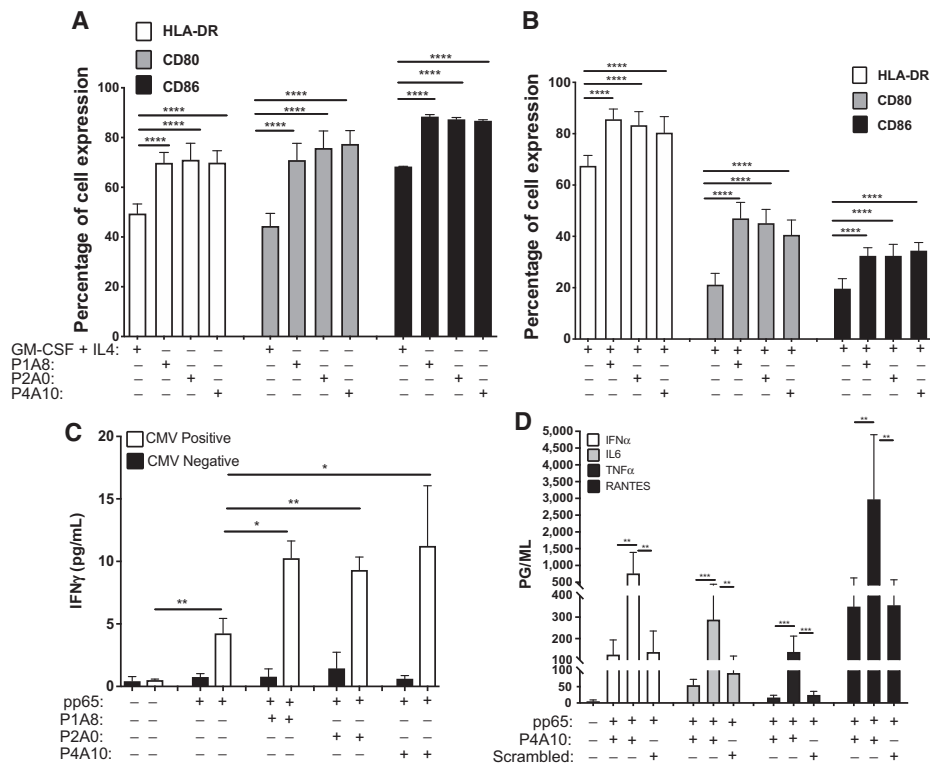 A
HLA-DR
CD80
CD86
Percentage of cell expression
100
80
60
40
20
0
**** **** ****
**** **** ****
**** **** ****
GM-CSF + IL4: + − − − + − − − + − − −
P1A8: − + − − − + − − − + − −
P2A0: − − + − − − + − − − + −
P4A10: − − − + − − − + − − − +
B
HLA-DR
CD80
CD86
Percentage of cell expression
100
80
60
40
20
0
**** **** ****
**** **** ****
**** **** ****
+ + + + + + + + + + + +
− + − − − + − − − + − −
− − + − − − + − − − + −
− − − + − − − + − − − +
C
CMV Positive
CMV Negative
IFNγ (pg/mL)
20
15
10
5
0
*
**
*
**
pp65: − − + + + + + + + +
P1A8: − − − − + + − − − −
P2A0: − − − − − − + + − −
P4A10: − − − − − − − − + +
D
IFNα
IL6
TNFα
RANTES
PG/ML
5,000
4,500
4,000
3,500
3,000
2,500
2,000
1,500
1,000
500
400
300
200
100
100
50
0
** **
*** **
*** ***
** **
pp65: − + + + + + + + + + + + +
P4A10: − + + − + + − + + − + + −
Scrambled: − − − + − − + − − + − − +